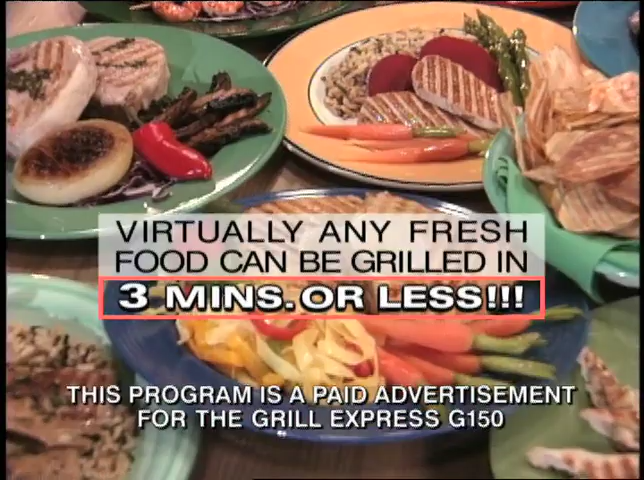 VIRTUALLY ANY FRESH
FOOD CAN BE GRILLED IN
3 MINS. OR LESS!!!
THIS PROGRAM IS A PAID ADVERTISEMENT
FOR THE GRILL EXPRESS G150